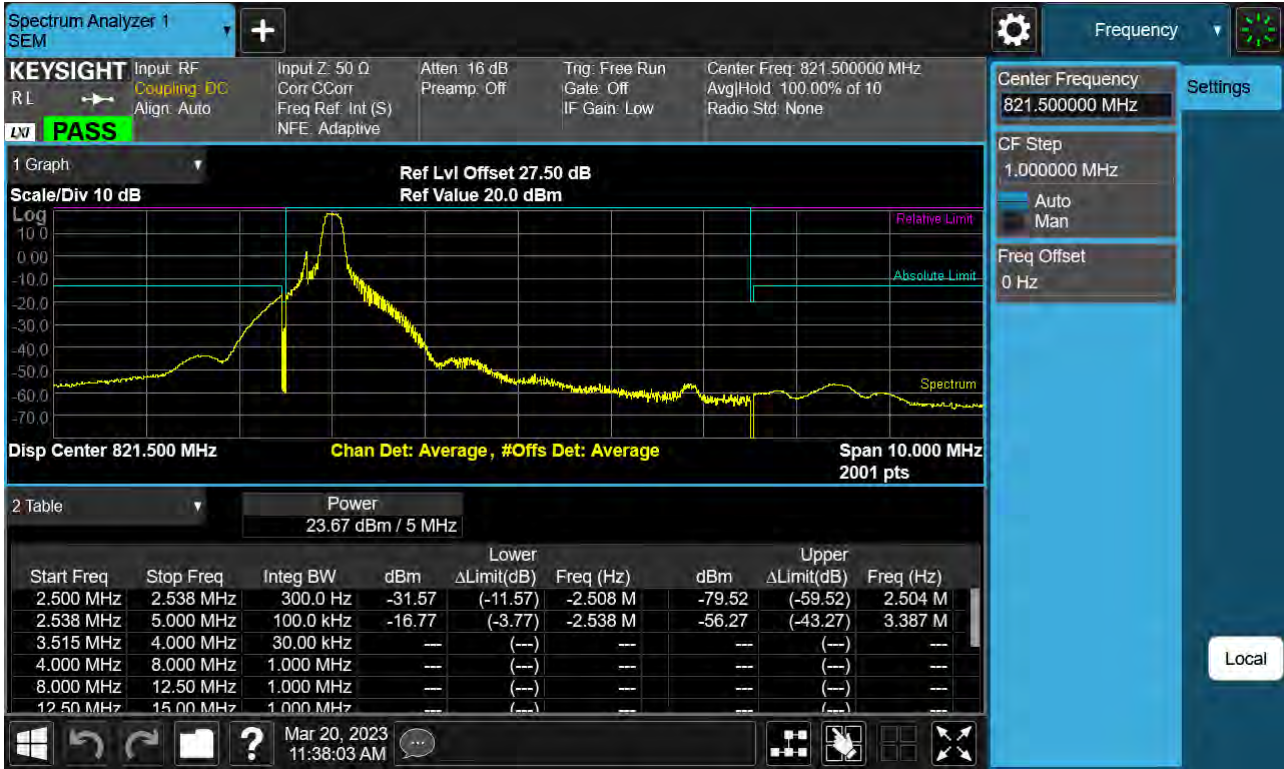 Spectrum Analyzer 1
SEM
Frequency
KEYSIGHT
RL
LXI
PASS
Input: RF
Coupling: DC
Align: Auto
Input Z: 50 Ω
Corr CCorr
Freq Ref: Int (S)
NFE: Adaptive
Atten: 16 dB
Preamp: Off
Trig: Free Run
Gate: Off
IF Gain: Low
Center Freq: 821.500000 MHz
Avg|Hold: 100.00% of 10
Radio Std: None
Center Frequency
821.500000 MHz
Settings
CF Step
1.000000 MHz
Auto
Man
Freq Offset
0 Hz
Local
1 Graph
Scale/Div 10 dB
Ref Lvl Offset 27.50 dB
Ref Value 20.0 dBm
Log
10.0
0.00
-10.0
-20.0
-30.0
-40.0
-50.0
-60.0
-70.0
Relative Limit
Absolute Limit
Spectrum
Disp Center 821.500 MHz
Chan Det: Average, #Offs Det: Average
Span 10.000 MHz
2001 pts
2 Table
Power
23.67 dBm / 5 MHz
Lower Upper
Start Freq Stop Freq Integ BW dBm ΔLimit(dB) Freq (Hz) dBm ΔLimit(dB) Freq (Hz)
2.500 MHz 2.538 MHz 300.0 Hz -31.57 (-11.57) -2.508 M -79.52 (-59.52) 2.504 M
2.538 MHz 5.000 MHz 100.0 kHz -16.77 (-3.77) -2.538 M -56.27 (-43.27) 3.387 M
3.515 MHz 4.000 MHz 30.00 kHz --- (---) --- --- (---) ---
4.000 MHz 8.000 MHz 1.000 MHz --- (---) --- --- (---) ---
8.000 MHz 12.50 MHz 1.000 MHz --- (---) --- --- (---) ---
12.50 MHz 15.00 MHz 1.000 MHz --- (---) --- --- (---) ---
?
Mar 20, 2023
11:38:03 AM